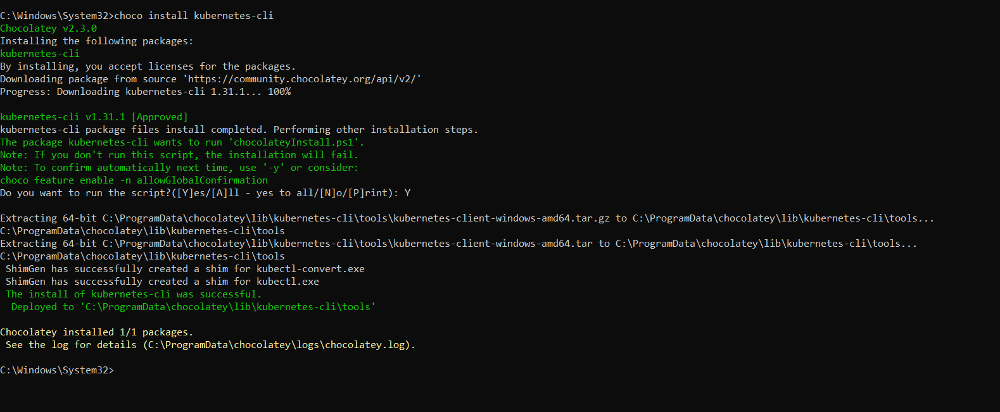 C:\Windows\System32>choco install kubernetes-cli
Chocolatey v2.3.0
Installing the following packages:
kubernetes-cli
By installing, you accept licenses for the packages.
Downloading package from source 'https://community.chocolatey.org/api/v2/'
Progress: Downloading kubernetes-cli 1.31.1... 100%
kubernetes-cli v1.31.1 [Approved]
kubernetes-cli package files install completed. Performing other installation steps.
The package kubernetes-cli wants to run 'chocolateyInstall.ps1'.
Note: If you don't run this script, the installation will fail.
Note: To confirm automatically next time, use '-y' or consider:
choco feature enable -n allowGlobalConfirmation
Do you want to run the script?([Y]es/[A]ll - yes to all/[N]o/[P]rint): Y
Extracting 64-bit C:\ProgramData\chocolatey\lib\kubernetes-cli\tools\kubernetes-client-windows-amd64.tar.gz to C:\ProgramData\chocolatey\lib\kubernetes-cli\tools...
C:\ProgramData\chocolatey\lib\kubernetes-cli\tools
Extracting 64-bit C:\ProgramData\chocolatey\lib\kubernetes-cli\tools\kubernetes-client-windows-amd64.tar to C:\ProgramData\chocolatey\lib\kubernetes-cli\tools...
C:\ProgramData\chocolatey\lib\kubernetes-cli\tools
ShimGen has successfully created a shim for kubectl-convert.exe
ShimGen has successfully created a shim for kubectl.exe
The install of kubernetes-cli was successful.
Deployed to 'C:\ProgramData\chocolatey\lib\kubernetes-cli\tools'
Chocolatey installed 1/1 packages.
See the log for details (C:\ProgramData\chocolatey\logs\chocolatey.log).
C:\Windows\System32>